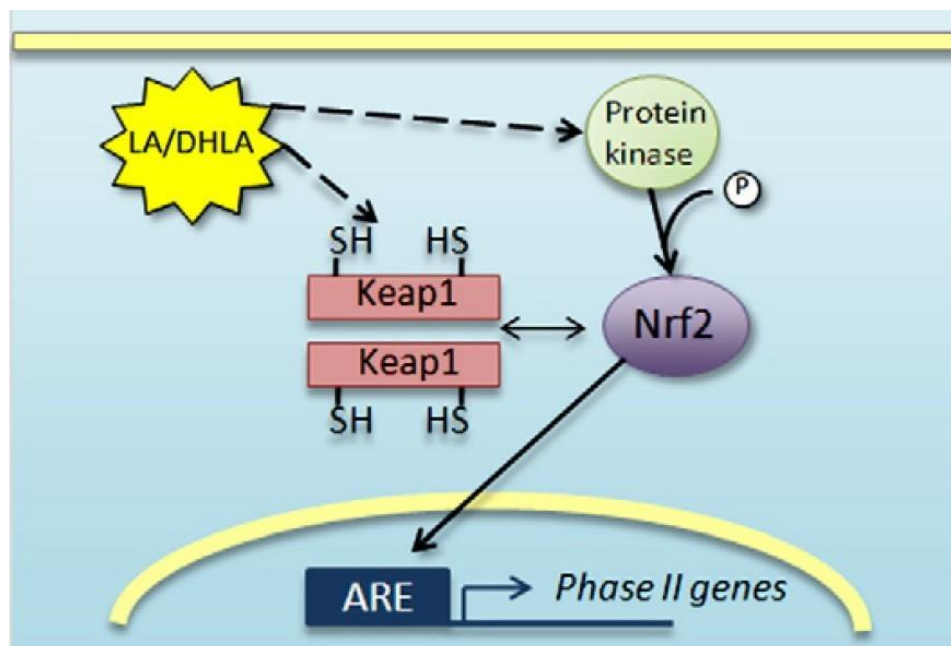 LA/DHLA
Protein
kinase
P
SH HS
Keap1
Nrf2
Keap1
SH HS
ARE
Phase II genes